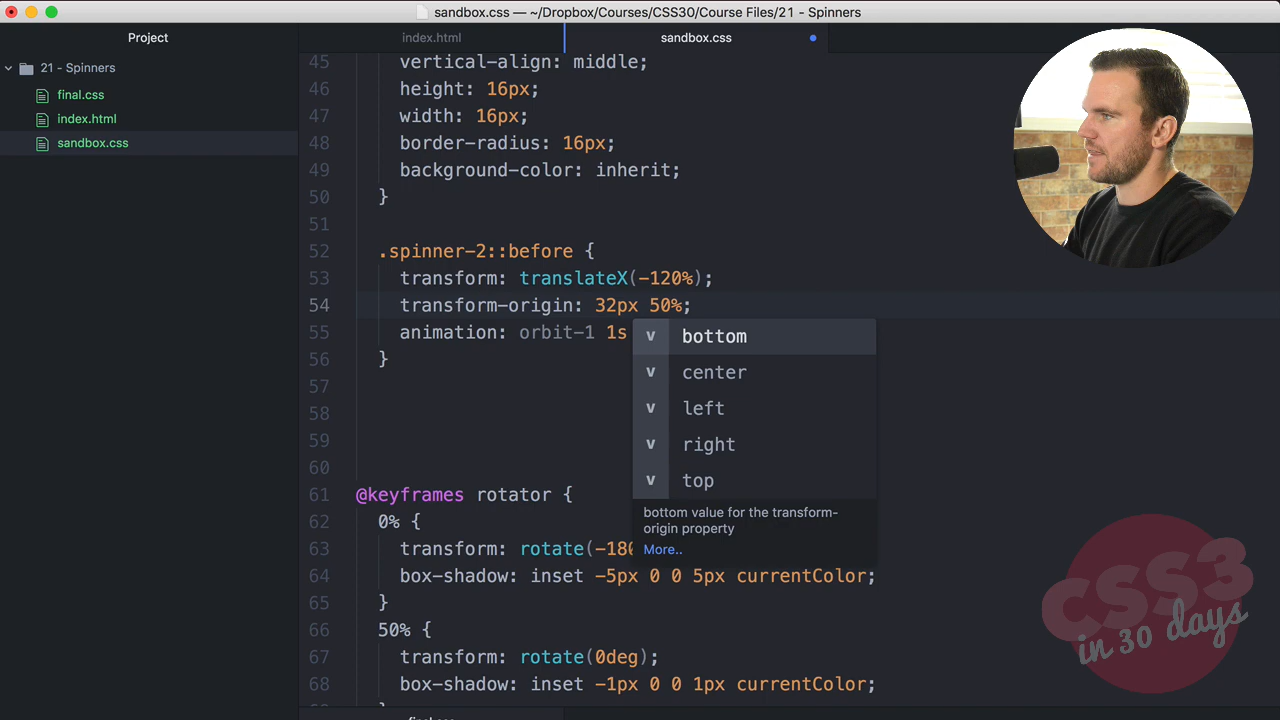 sandbox.css — ~/Dropbox/Courses/CSS30/Course Files/21 - Spinners
Project
index.html
sandbox.css
21 - Spinners
final.css
index.html
sandbox.css
45 vertical-align: middle;
46 height: 16px;
47 width: 16px;
48 border-radius: 16px;
49 background-color: inherit;
50 }
51
52 .spinner-2::before {
53 transform: translateX(-120%);
54 transform-origin: 32px 50%;
55 animation: orbit-1 1s
56 }
57
58
59
60
61 @keyframes rotator {
62 0% {
63 transform: rotate(-180
64 box-shadow: inset -5px 0 0 5px currentColor;
65 }
66 50% {
67 transform: rotate(0deg);
68 box-shadow: inset -1px 0 0 1px currentColor;
v bottom
v center
v left
v right
v top
bottom value for the transform-
origin property
More..
CSS3
in 30 days